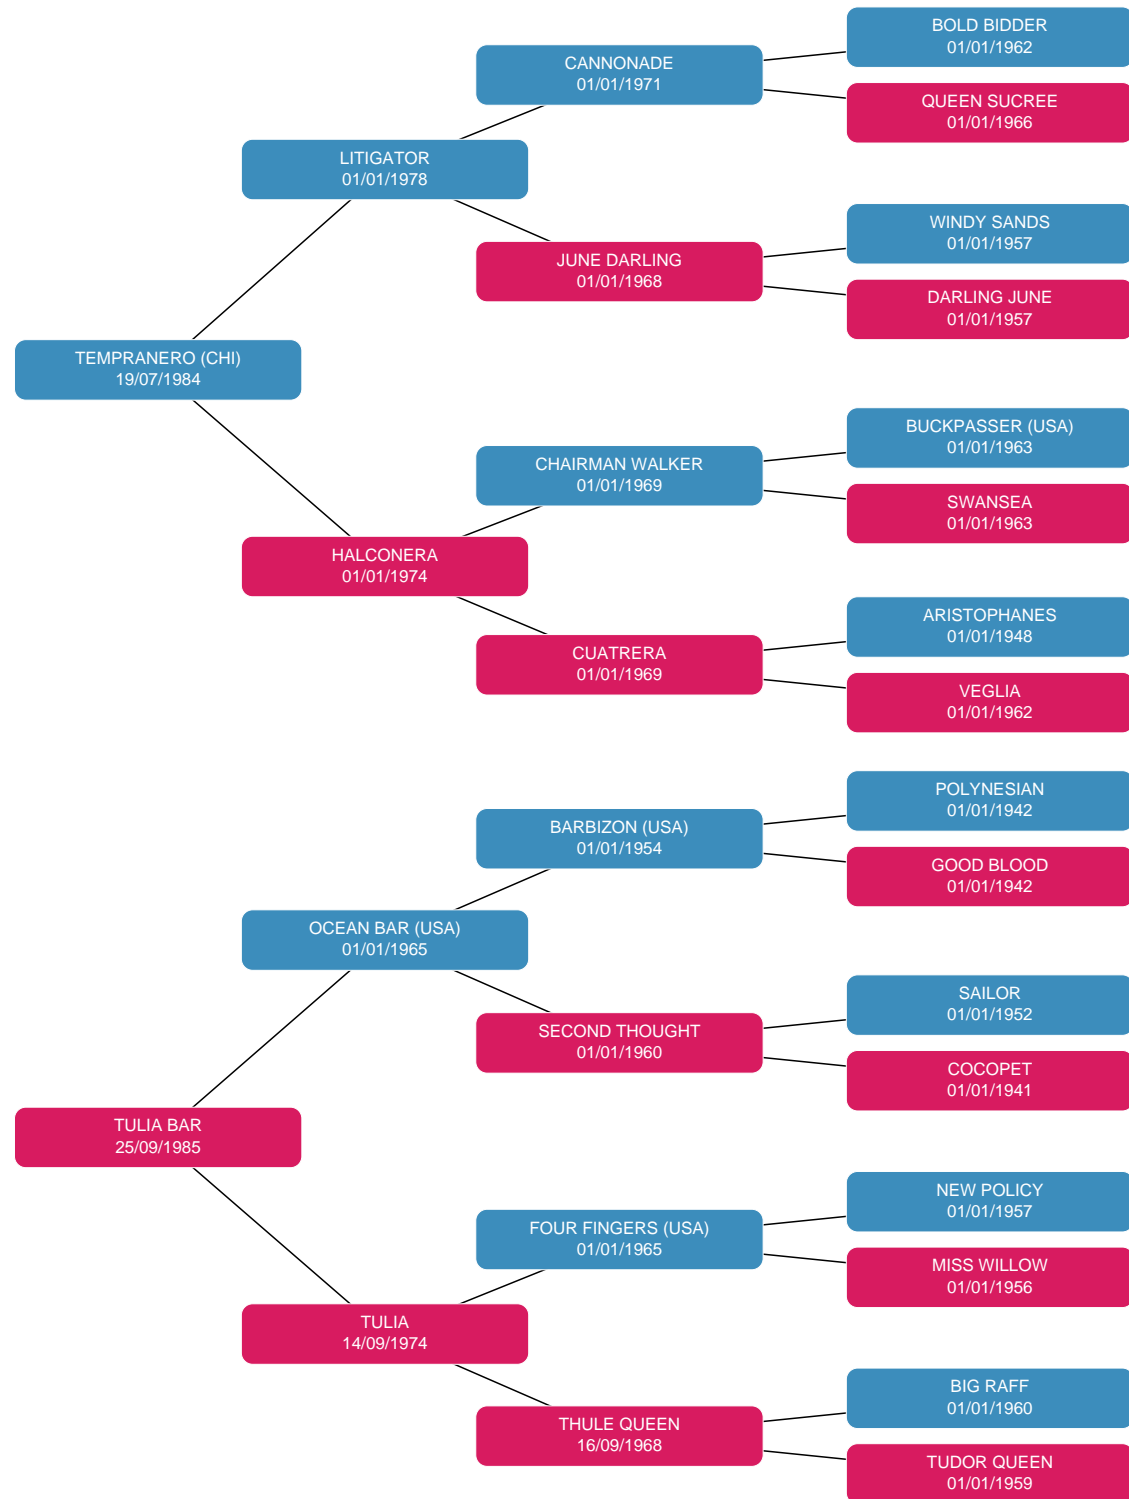 BOLD BIDDER
01/01/1962
CANNONADE
01/01/1971
QUEEN SUCREE
01/01/1966
LITIGATOR
01/01/1978
WINDY SANDS
01/01/1957
JUNE DARLING
01/01/1968
DARLING JUNE
01/01/1957
TEMPRANERO (CHI)
19/07/1984
BUCKPASSER (USA)
01/01/1963
CHAIRMAN WALKER
01/01/1969
SWANSEA
01/01/1963
HALCONERA
01/01/1974
ARISTOPHANES
01/01/1948
CUATRERA
01/01/1969
VEGLIA
01/01/1962
POLYNESIAN
01/01/1942
BARBIZON (USA)
01/01/1954
GOOD BLOOD
01/01/1942
OCEAN BAR (USA)
01/01/1965
SAILOR
01/01/1952
SECOND THOUGHT
01/01/1960
COCOPET
01/01/1941
TULIA BAR
25/09/1985
NEW POLICY
01/01/1957
FOUR FINGERS (USA)
01/01/1965
MISS WILLOW
01/01/1956
TULIA
14/09/1974
BIG RAFF
01/01/1960
THULE QUEEN
16/09/1968
TUDOR QUEEN
01/01/1959